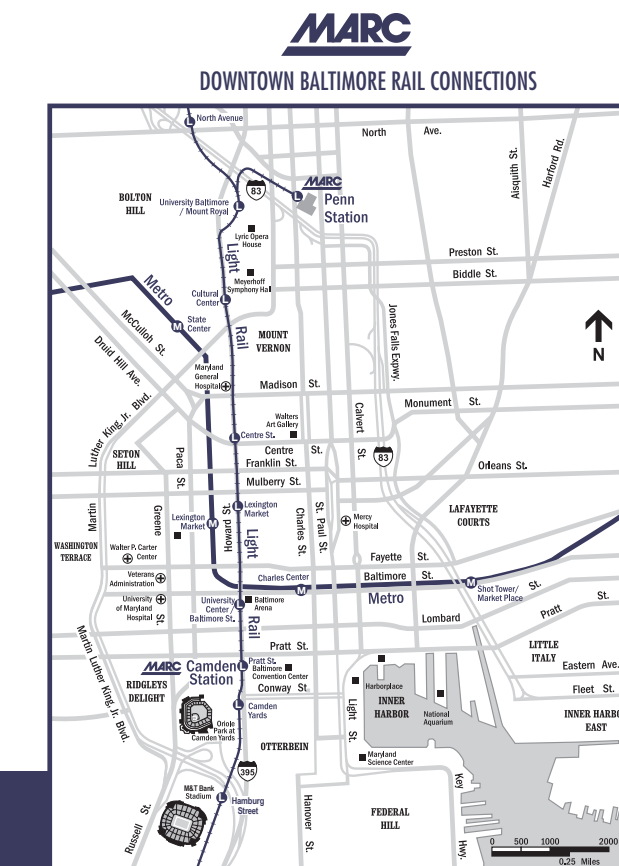 MARC
DOWNTOWN BALTIMORE RAIL CONNECTIONS
North Avenue
North Ave.
Aisquith St.
Harford Rd.
83
MARC
Penn
Station
BOLTON
HILL
University Baltimore
/ Mount Royal
Lyric Opera
House
Light
Rail
Preston St.
Biddle St.
Meyerhoff
Symphony Hall
Metro
Cultural
Center
State
Center
McCulloh St.
Druid Hill Ave.
Jones Falls Expwy.
N
MOUNT
VERNON
Maryland
General
Hospital
Madison St.
Monument St.
Luther King, Jr. Blvd.
Walters
Art Gallery
Calvert St.
Centre St.
Centre St.
83
SETON
HILL
Paca St.
Franklin St.
Orleans St.
Mulberry St.
Martin
Greene St.
Lexington
Market
Howard St.
Lexington
Market
Light
Rail
Charles St.
St. Paul St.
Mercy
Hospital
LAFAYETTE
COURTS
WASHINGTON
TERRACE
Walter P. Carter
Center
Fayette St.
Veterans
Administration
Charles Center
Baltimore St.
Metro
Shot Tower/
Market Place
St.
University
of Maryland
Hospital
University
Center/
Baltimore St.
Baltimore
Arena
Lombard
Pratt St.
Martin Luther King, Jr. Blvd.
Pratt St.
LITTLE
ITALY
MARC
Camden
Station
Pratt St.
Baltimore
Convention Center
Eastern Ave.
RIDGLEYS
DELIGHT
Conway St.
Harborplace
Fleet St.
Camden
Yards
Light St.
INNER
HARBOR
National
Aquarium
INNER HARBO
EAST
Oriole
Park at
Camden Yards
OTTERBEIN
Maryland
Science Center
395
M&T Bank
Stadium
Hamburg
Street
Key Hwy.
Russell St.
Hanover St.
FEDERAL
HILL
0 500 1000 2000
0.25 Miles